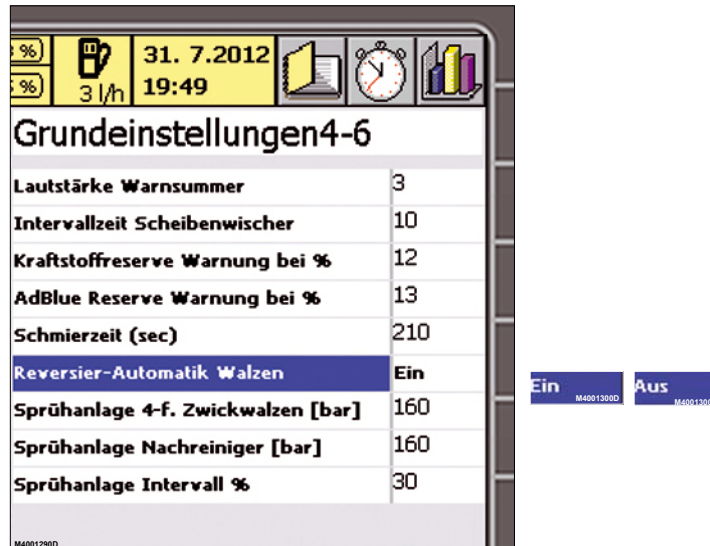 %)
%)
3 l/h
31. 7.2012
19:49
Grundeinstellungen4-6
Lautstärke Warnsummer 3
Intervallzeit Scheibenwischer 10
Kraftstoffreserve Warnung bei % 12
AdBlue Reserve Warnung bei % 13
Schmierzeit (sec) 210
Reversier-Automatik Walzen Ein
Sprühanlage 4-f. Zwickwalzen [bar] 160
Sprühanlage Nachreiniger [bar] 160
Sprühanlage Intervall % 30
M4001290D
Ein
M4001300D
Aus